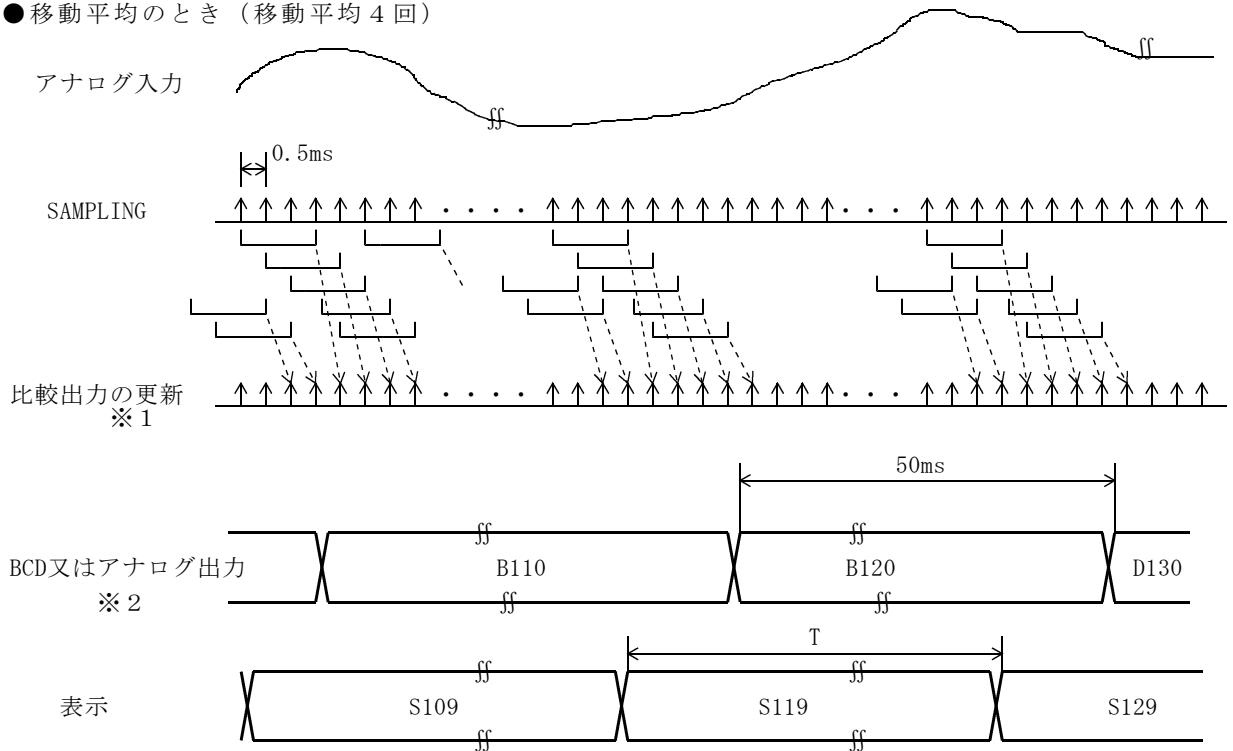 ●移動平均のとき（移動平均４回）
アナログ入力
0.5ms
SAMPLING
比較出力の更新
※１
50ms
BCD又はアナログ出力
※２
B110
B120
D130
T
表示
S109
S119
S129